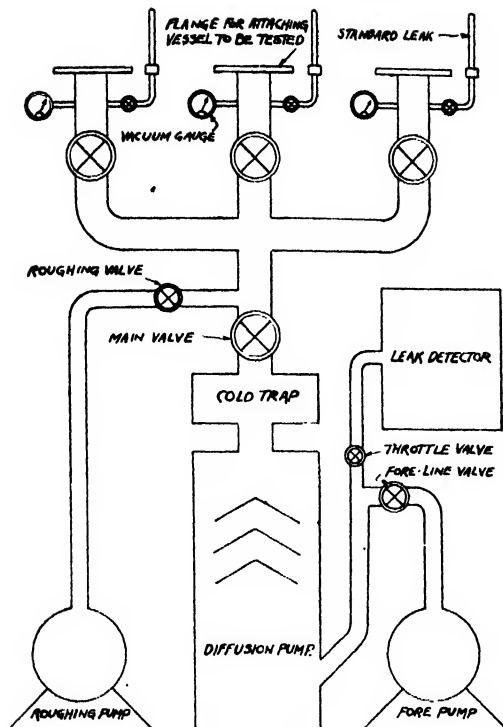 FLANGE FOR ATTACHING
VESSEL TO BE TESTED
STANDARD LEAK
VACUUM GAUGE
ROUGHING VALVE
MAIN VALVE
LEAK DETECTOR
COLD TRAP
THROTTLE VALVE
FORE-LINE VALVE
DIFFUSION PUMP.
ROUGHING PUMP
FORE PUMP